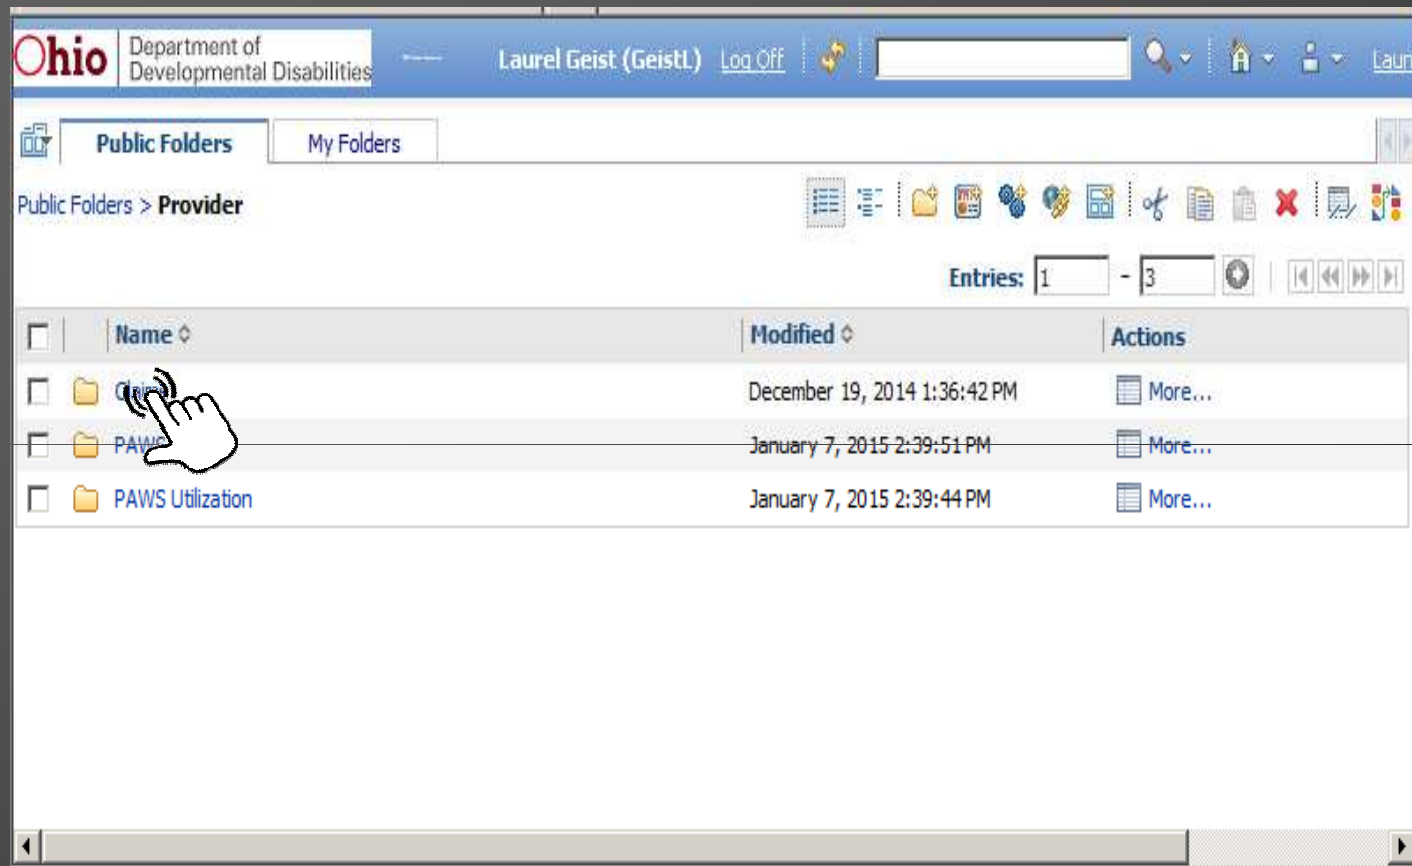 Ohio Department of Developmental Disabilities
Laurel Geist (GeistL) Log Off
Laun
Public Folders My Folders
Public Folders > Provider
Entries: 1 - 3
Name Modified Actions
December 19, 2014 1:36:42 PM More...
PAWS January 7, 2015 2:39:51 PM More...
PAWS Utilization January 7, 2015 2:39:44 PM More...